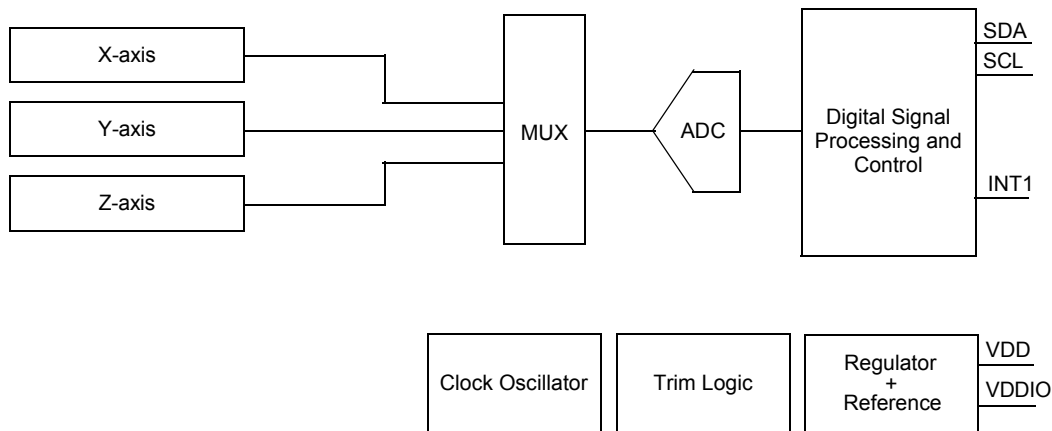 X-axis
Y-axis
Z-axis
MUX
ADC
Digital Signal
Processing and
Control
SDA
SCL
INT1
Clock Oscillator
Trim Logic
Regulator
+
Reference
VDD
VDDIO